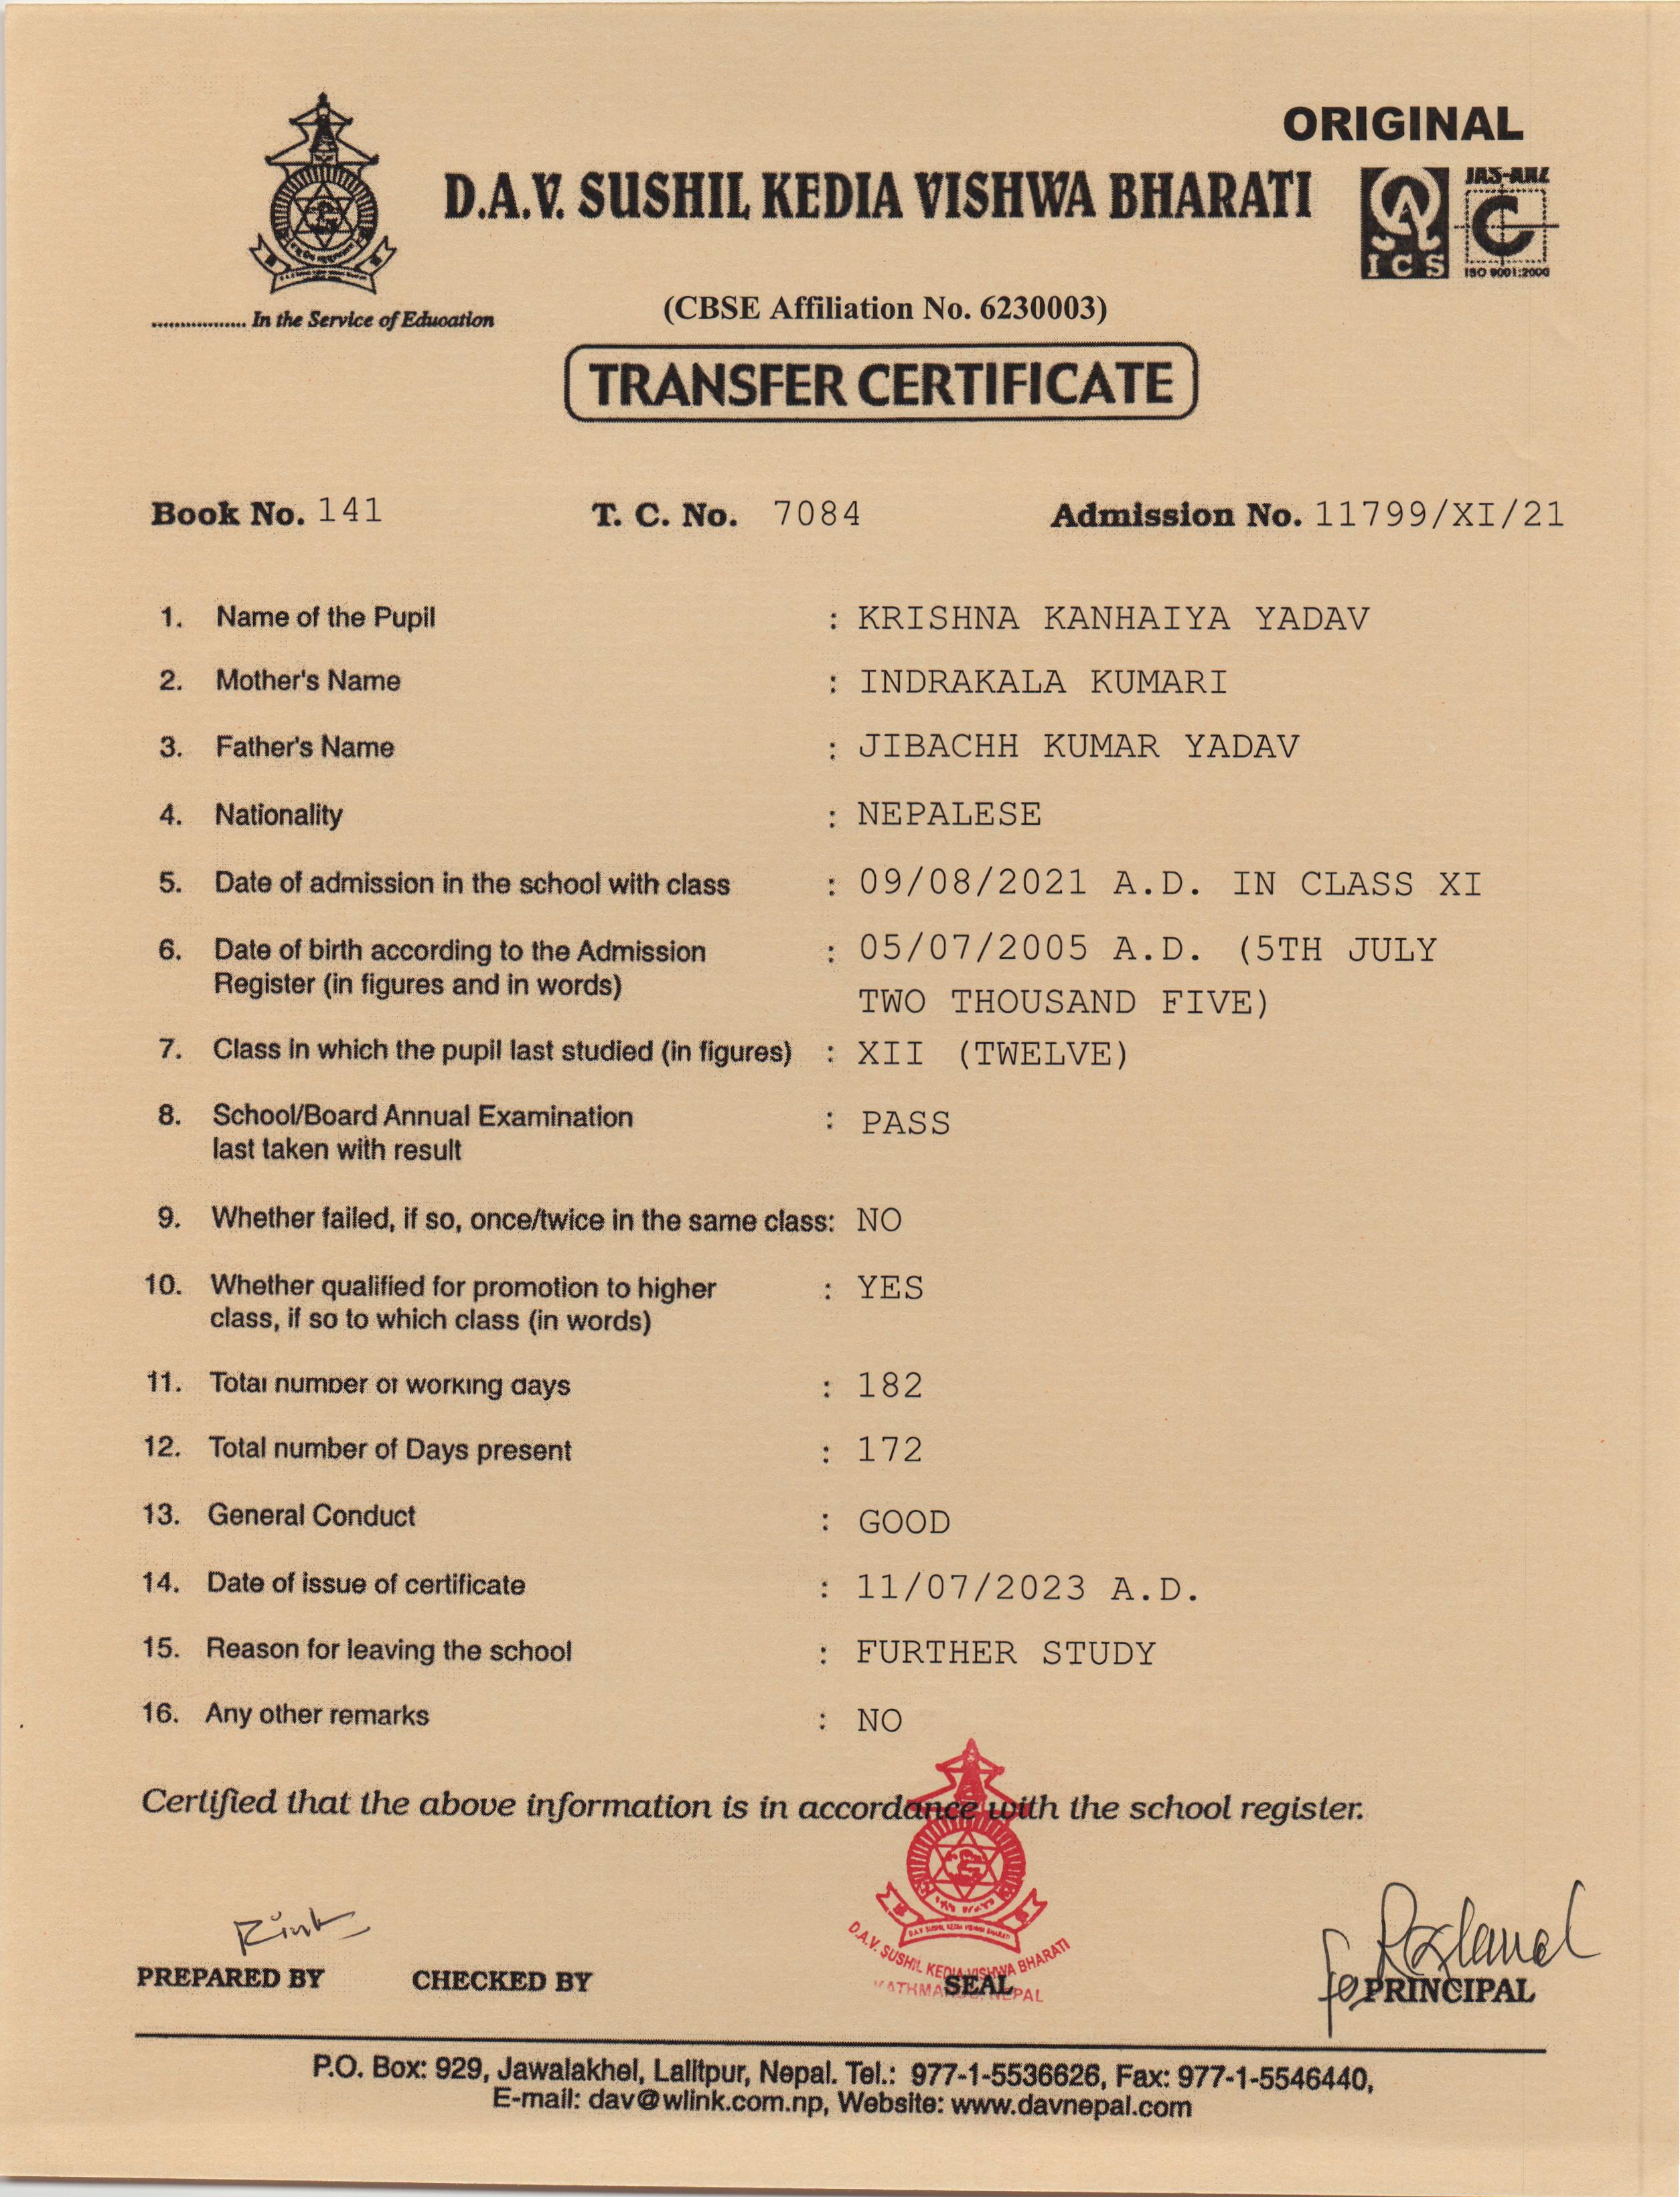 ORIGINAL
D.A.V. SUSHIL KEDIA VISHWA BHARATI
ICS
JAS-ANZ
ISO 9001:2000
................. In the Service of Education
(CBSE Affiliation No. 6230003)
TRANSFER CERTIFICATE
Book No. 141 T. C. No. 7084 Admission No. 11799/XI/21
1. Name of the Pupil : KRISHNA KANHAIYA YADAV
2. Mother's Name : INDRAKALA KUMARI
3. Father's Name : JIBACHH KUMAR YADAV
4. Nationality : NEPALESE
5. Date of admission in the school with class : 09/08/2021 A.D. IN CLASS XI
6. Date of birth according to the Admission : 05/07/2005 A.D. (5TH JULY
Register (in figures and in words) TWO THOUSAND FIVE)
7. Class in which the pupil last studied (in figures) : XII (TWELVE)
8. School/Board Annual Examination : PASS
last taken with result
9. Whether failed, if so, once/twice in the same class: NO
10. Whether qualified for promotion to higher : YES
class, if so to which class (in words)
11. Total number of working days : 182
12. Total number of Days present : 172
13. General Conduct : GOOD
14. Date of issue of certificate : 11/07/2023 A.D.
15. Reason for leaving the school : FURTHER STUDY
16. Any other remarks : NO
Certified that the above information is in accordance with the school register.
D.A.V. SUSHIL KEDIA VISHWA BHARATI
KATHMANDU, NEPAL
PREPARED BY CHECKED BY SEAL for PRINCIPAL
P.O. Box: 929, Jawalakhel, Lalitpur, Nepal. Tel.: 977-1-5536626, Fax: 977-1-5546440,
E-mail: dav@wlink.com.np, Website: www.davnepal.com